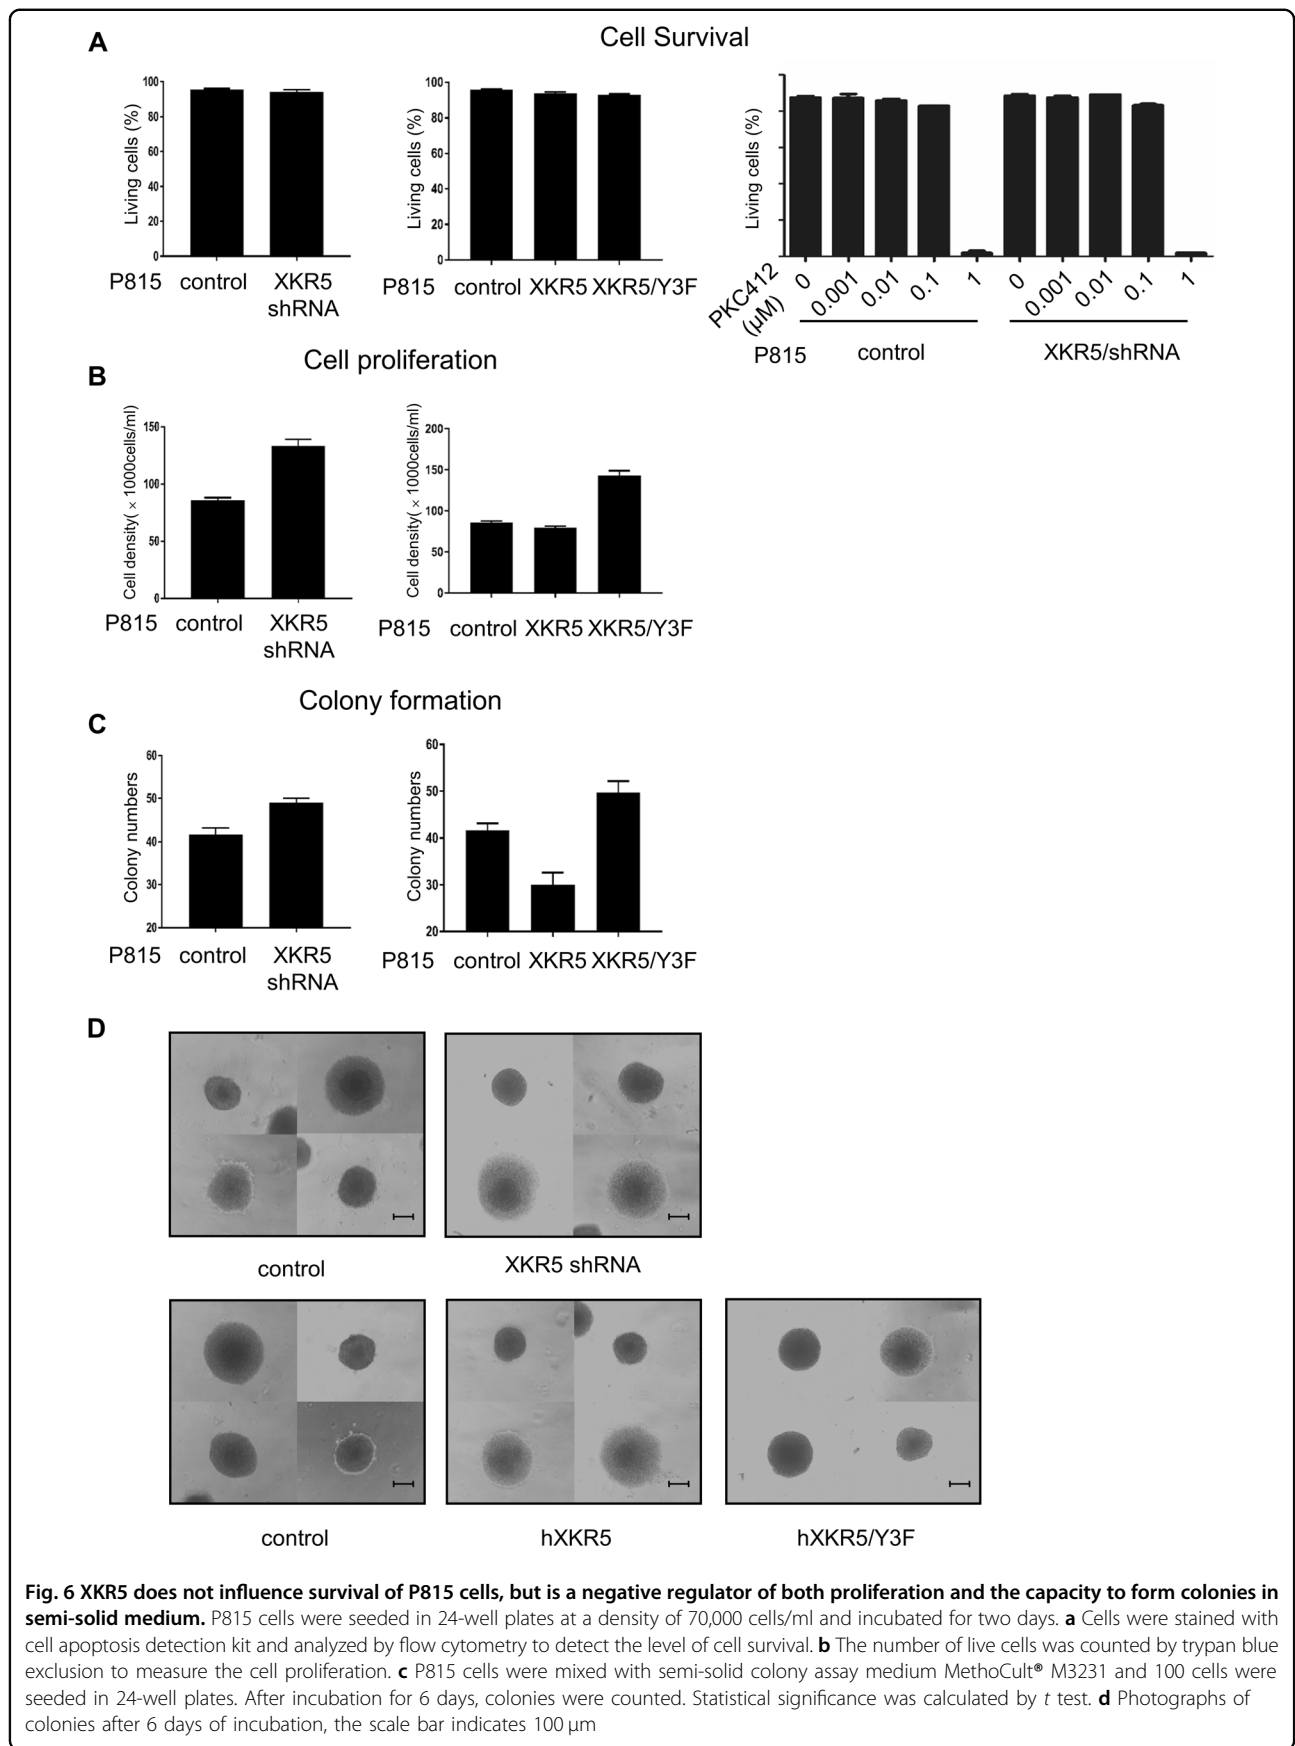 A
Cell Survival
Living cells (%)
100
80
60
40
20
0
P815 control XKR5
shRNA
Living cells (%)
100
80
60
40
20
0
P815 control XKR5 XKR5/Y3F
Living cells (%)
PKC412
(μM)
0 0.001 0.01 0.1 1 0 0.001 0.01 0.1 1
P815 control XKR5/shRNA
B
Cell proliferation
Cell density( × 1000cells/ml)
150
100
50
0
P815 control XKR5
shRNA
Cell density( × 1000cells/ml)
200
150
100
50
0
P815 control XKR5 XKR5/Y3F
C
Colony formation
Colony numbers
60
50
40
30
20
P815 control XKR5
shRNA
Colony numbers
60
50
40
30
20
P815 control XKR5 XKR5/Y3F
D
control XKR5 shRNA
control hXKR5 hXKR5/Y3F
Fig. 6 XKR5 does not influence survival of P815 cells, but is a negative regulator of both proliferation and the capacity to form colonies in
semi-solid medium. P815 cells were seeded in 24-well plates at a density of 70,000 cells/ml and incubated for two days. a Cells were stained with
cell apoptosis detection kit and analyzed by flow cytometry to detect the level of cell survival. b The number of live cells was counted by trypan blue
exclusion to measure the cell proliferation. c P815 cells were mixed with semi-solid colony assay medium MethoCult® M3231 and 100 cells were
seeded in 24-well plates. After incubation for 6 days, colonies were counted. Statistical significance was calculated by t test. d Photographs of
colonies after 6 days of incubation, the scale bar indicates 100 μm